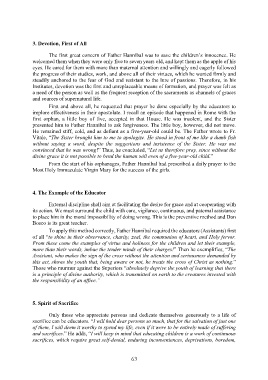 3. Devotion, First of All
The first great concern of Father Hannibal was to save the children's innocence. He
welcomed them when they were only five to seven years old, and kept them as the apple of his
eyes. He cared for them with more than maternal attention and willingly and eagerly followed
the progress of their studies, work, and above all of their virtues, which he wanted firmly and
steadily anchored to the fear of God and resistant to the lure of passions. Therefore, in his
Institutes, devotion was the first and unreplaceable means of formation, and prayer was felt as
a need of the person as well as the frequent reception of the sacraments as channels of graces
and sources of supernatural life.
First and above all, he requested that prayer be done especially by the educators to
implore effectiveness in their apostolate. I recall an episode that happened in Rome with the
first orphan, a little boy of five, accepted in that House. He was insolent, and the Sister
presented him to Father Hannibal to ask forgiveness. The little boy, however, did not move.
He remained stiff, cold, and as defiant as a five-year-old could be. The Father wrote to Fr.
Vitale, "The Sister brought him to me to apologize. He stood in front of me like a dumb fish
without saying a word, despite the suggestions and insistence of the Sister. He was not
convinced that he was wrong!" Thus, he concluded, "Let us therefore pray, since without the
divine grace it is not possible to bend the human will even of a five-year-old child."
From the start of his orphanages, Father Hannibal had prescribed a daily prayer to the
Most Holy Immaculate Virgin Mary for the success of the girls.
4. The Example of the Educator
External discipline shall aim at facilitating the desire for grace and at cooperating with
its action. We must surround the child with care, vigilance, continuous, and paternal assistance
to place him in the moral impossibility of doing wrong. This is the preventive method and Don
Bosco is its great teacher.
To apply this method correctly, Father Hannibal required the educators (Assistants) first
of all "to shine in their observance, charity, zeal, the communion of heart, and Holy fervor.
From these come the examples of virtue and holiness for the children and let their example,
more than their words, imbue the tender minds of their charges!" Then he exemplifies, "The
Assistant, who makes the sign of the cross without the attention and seriousness demanded by
this act, shows the youth that, being aware or not, he treats the cross of Christ as nothing."
Those who murmur against the Superiors "absolutely deprive the youth of learning that there
is a principle of divine authority, which is transmitted on earth to the creatures invested with
the responsibility of an office."
5. Spirit of Sacrifice
Only those who appreciate persons and dedicate themselves generously to a life of
sacrifice can be educators. "I will hold dear persons so much, that for the salvation of just one
of them, I will deem it worthy to spend my life, even if it were to be entirely made of suffering
and sacrifices." He adds, "I will keep in mind that educating children is a work of continuous
sacrifices, which require great self-denial, enduring inconveniences, deprivations, boredom,
63